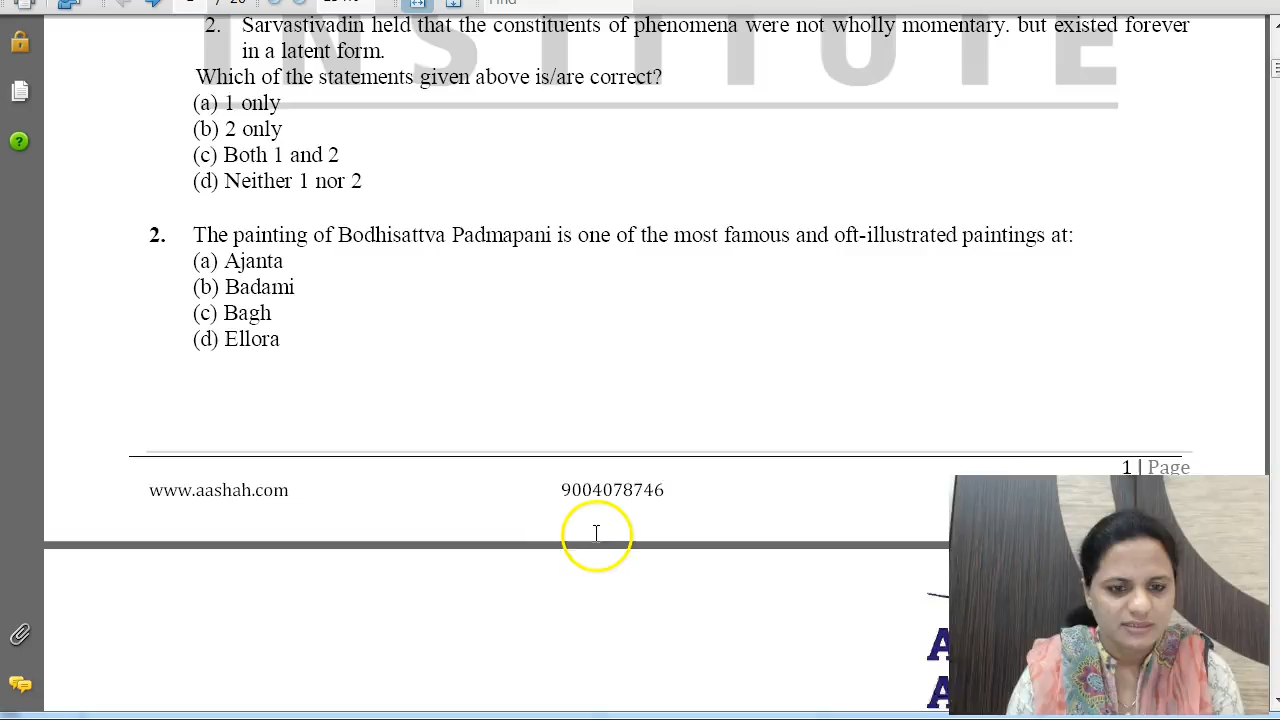 / 20
Find
INSTITUTE
2. Sarvastivadin held that the constituents of phenomena were not wholly momentary. but existed forever
in a latent form.
Which of the statements given above is/are correct?
(a) 1 only
(b) 2 only
(c) Both 1 and 2
(d) Neither 1 nor 2
2. The painting of Bodhisattva Padmapani is one of the most famous and oft-illustrated paintings at:
(a) Ajanta
(b) Badami
(c) Bagh
(d) Ellora
1 | Page
www.aashah.com 9004078746
A
A